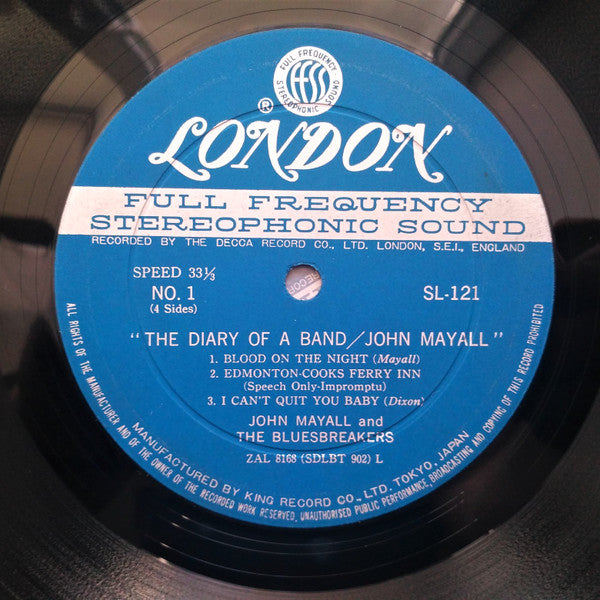 FULL FREQUENCY
ffss
STEREOPHONIC SOUND
® LONDON
FULL FREQUENCY
STEREOPHONIC SOUND
RECORDED BY THE DECCA RECORD CO., LTD. LONDON, S.E.I., ENGLAND
SPEED 33⅓
NO. 1
(4 Sides)
SL-121
"THE DIARY OF A BAND/JOHN MAYALL"
1. BLOOD ON THE NIGHT (Mayall)
2. EDMONTON-COOKS FERRY INN
(Speech Only-Impromptu)
3. I CAN'T QUIT YOU BABY (Dixon)
JOHN MAYALL and
THE BLUESBREAKERS
ZAL 8168 (SDLBT 902) L
MANUFACTURED BY KING RECORD CO., LTD. TOKYO, JAPAN
ALL RIGHTS OF THE MANUFACTURER AND OF THE OWNER OF THE RECORDED WORK RESERVED, UNAUTHORISED PUBLIC PERFORMANCE, BROADCASTING AND COPYING OF THIS RECORD PROHIBITED